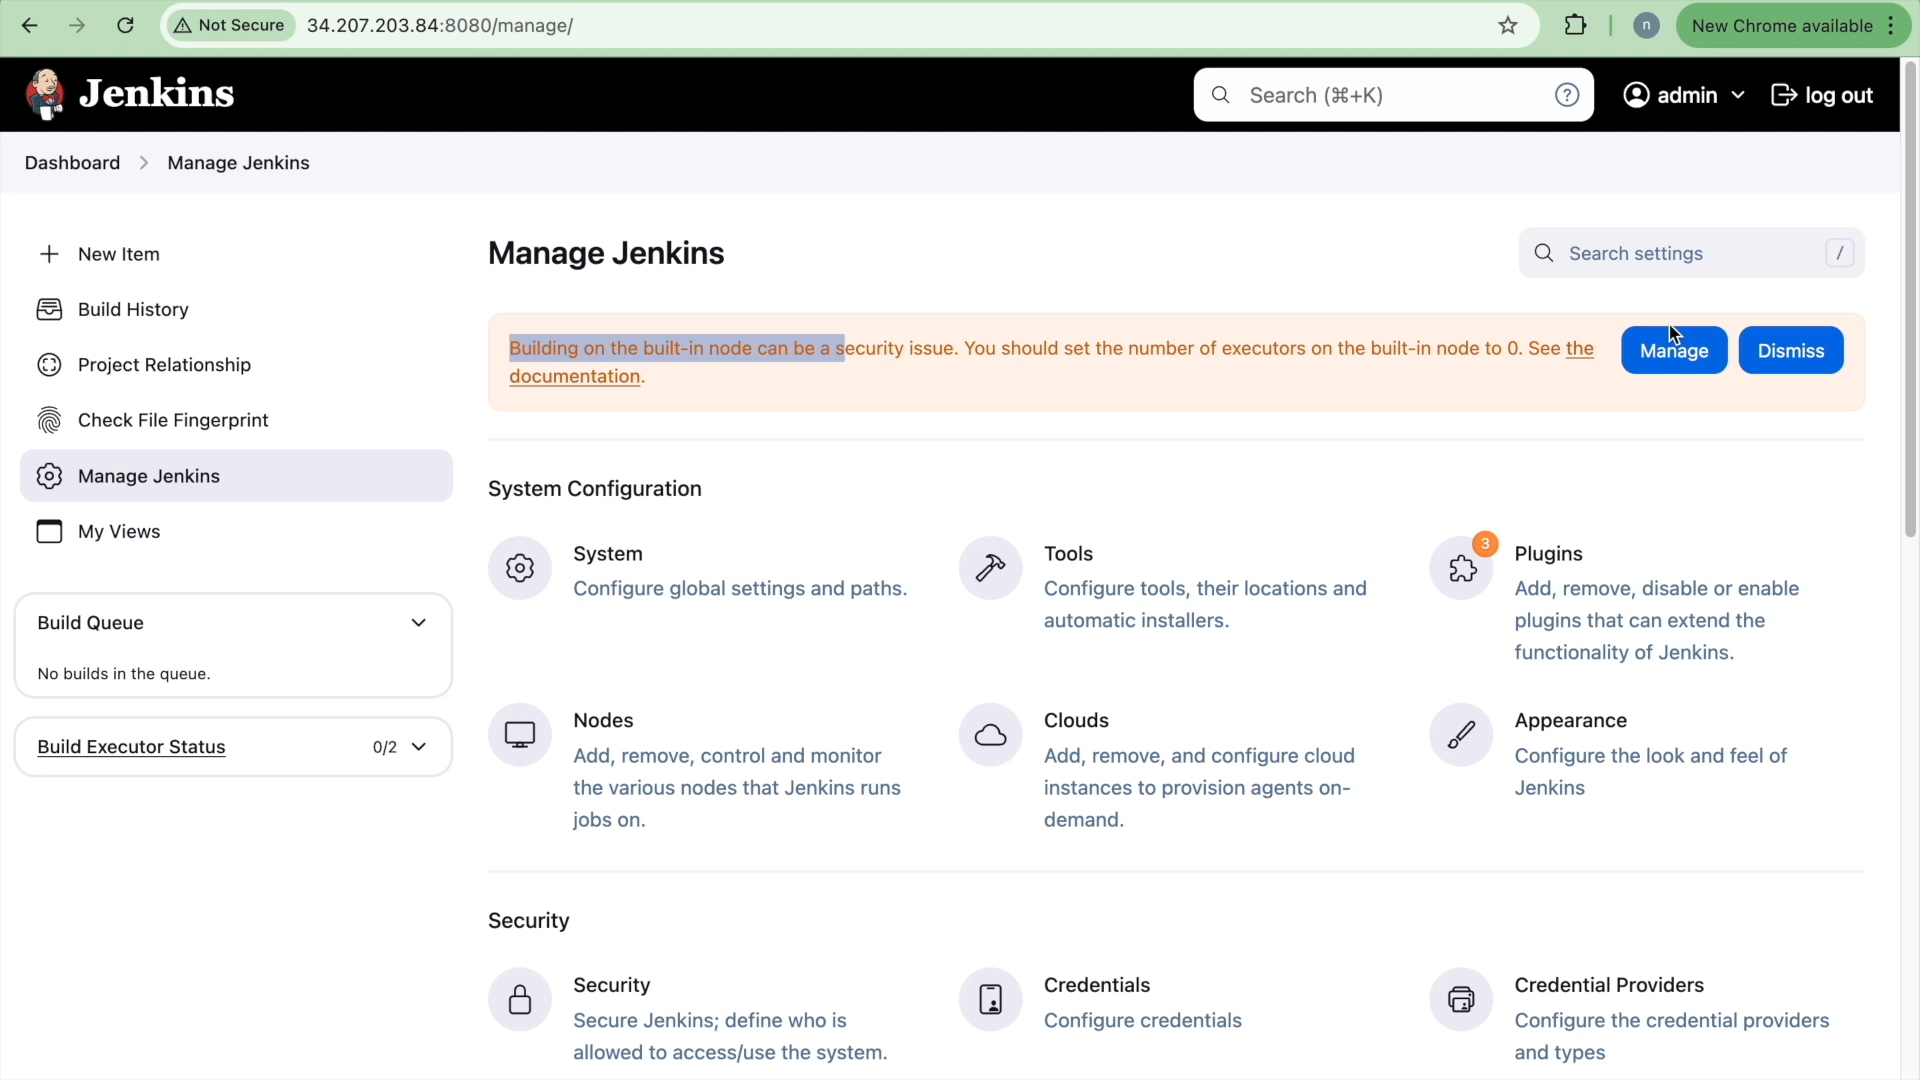 Not Secure 34.207.203.84:8080/manage/ n New Chrome available
Jenkins Search (⌘+K) ? admin log out
Dashboard Manage Jenkins
New Item
Build History
Project Relationship
Check File Fingerprint
Manage Jenkins
My Views
Build Queue
No builds in the queue.
Build Executor Status 0/2
Manage Jenkins
Search settings /
Building on the built-in node can be a security issue. You should set the number of executors on the built-in node to 0. See the
documentation.
Manage Dismiss
System Configuration
System
Configure global settings and paths.
Tools
Configure tools, their locations and
automatic installers.
3
Plugins
Add, remove, disable or enable
plugins that can extend the
functionality of Jenkins.
Nodes
Add, remove, control and monitor
the various nodes that Jenkins runs
jobs on.
Clouds
Add, remove, and configure cloud
instances to provision agents on-
demand.
Appearance
Configure the look and feel of
Jenkins
Security
Security
Secure Jenkins; define who is
allowed to access/use the system.
Credentials
Configure credentials
Credential Providers
Configure the credential providers
and types